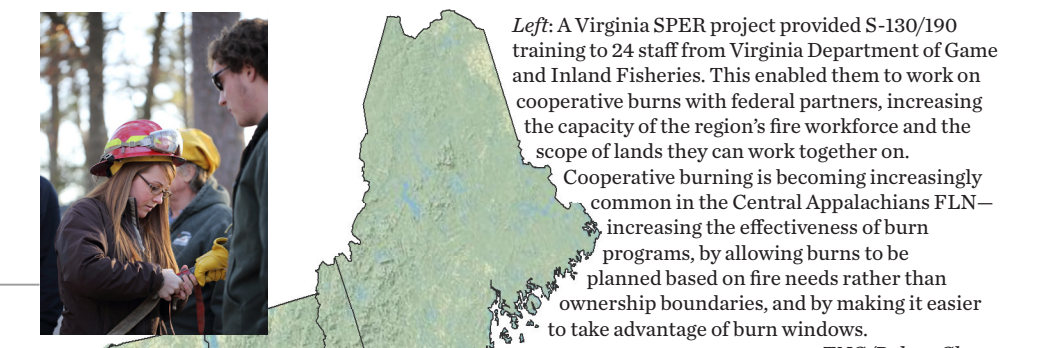 Left: A Virginia SPER project provided S-130/190
training to 24 staff from Virginia Department of Game
and Inland Fisheries. This enabled them to work on
cooperative burns with federal partners, increasing
the capacity of the region’s fire workforce and the
scope of lands they can work together on.
Cooperative burning is becoming increasingly
common in the Central Appalachians FLN—
increasing the effectiveness of burn
programs, by allowing burns to be
planned based on fire needs rather than
ownership boundaries, and by making it easier
to take advantage of burn windows.